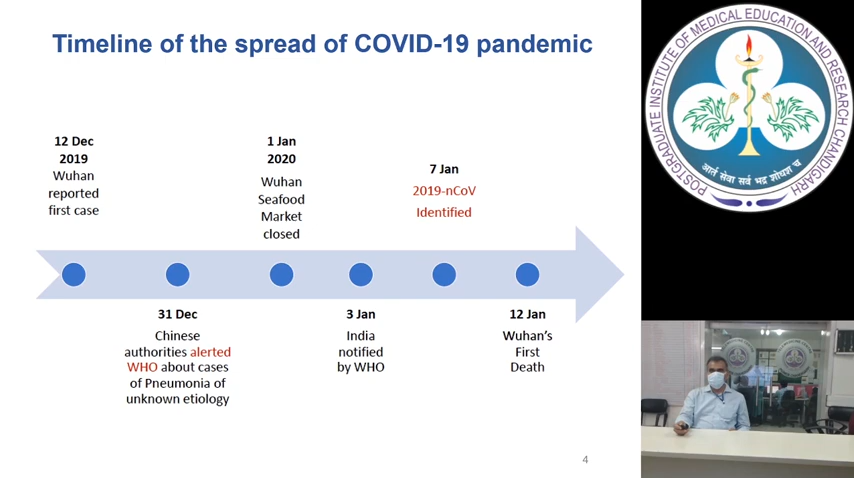 Timeline of the spread of COVID-19 pandemic
12 Dec
2019
Wuhan
reported
first case
1 Jan
2020
Wuhan
Seafood
Market
closed
7 Jan
2019-nCoV
Identified
31 Dec
Chinese
authorities alerted
WHO about cases
of Pneumonia of
unknown etiology
3 Jan
India
notified
by WHO
12 Jan
Wuhan's
First
Death
4
POSTGRADUATE INSTITUTE OF MEDICAL EDUCATION AND RESEARCH CHANDIGARH
आर्त सेवा सर्व भद्र शोधश्च च